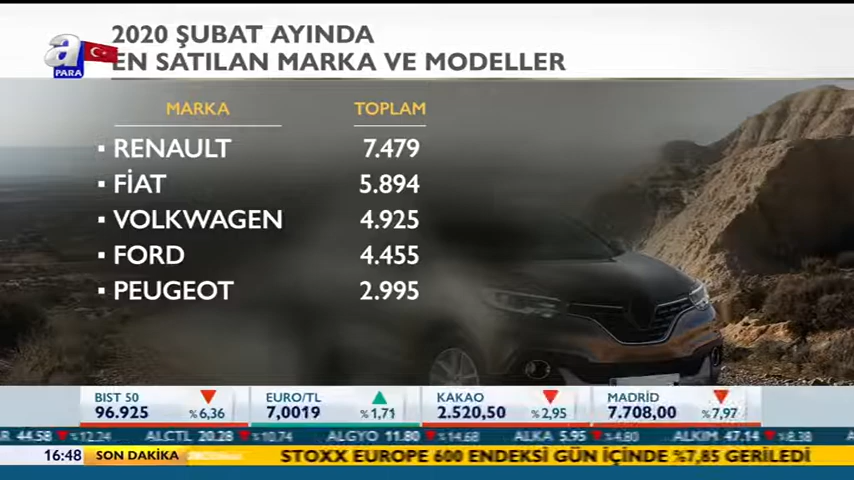 a
PARA
2020 ŞUBAT AYINDA
EN SATILAN MARKA VE MODELLER
MARKA TOPLAM
▪ RENAULT 7.479
▪ FİAT 5.894
▪ VOLKWAGEN 4.925
▪ FORD 4.455
▪ PEUGEOT 2.995
BIST 50 EURO/TL KAKAO MADRİD
96.925 %6,36 7,0019 %1,71 2.520,50 %2,95 7.708,00 %7,97
R 44.58 %12.24 ALCTL 20.28 %10.74 ALGYO 11.80 %14.68 ALKA 5.95 %4.80 ALKIM 47.14 %8.38
16:48 SON DAKİKA STOXX EUROPE 600 ENDEKSİ GÜN İÇİNDE %7,85 GERİLEDİ